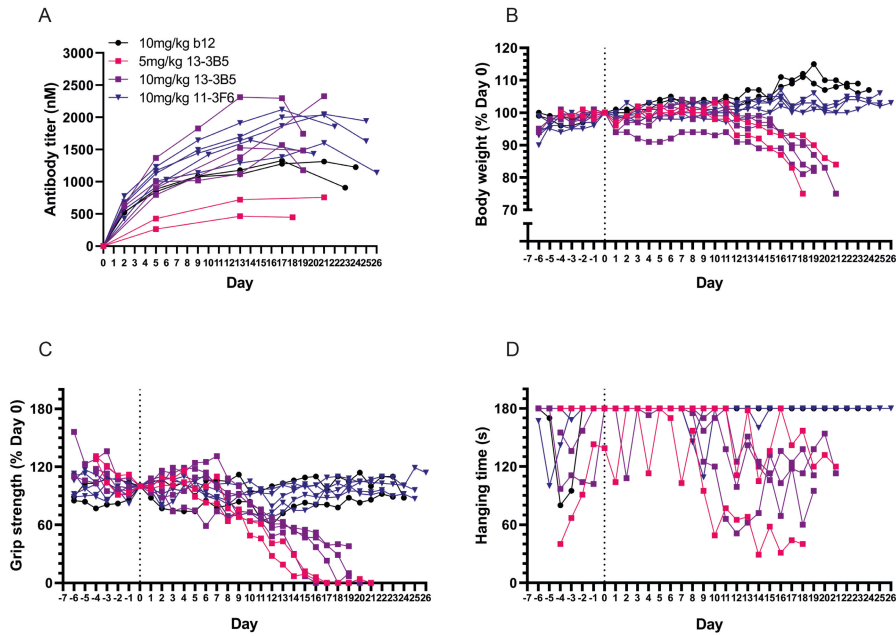 A
10mg/kg b12
5mg/kg 13-3B5
10mg/kg 13-3B5
10mg/kg 11-3F6
Antibody titer (nM)
3000
2500
2000
1500
1000
500
0
0 1 2 3 4 5 6 7 8 9 10 11 12 13 14 15 16 17 18 19 20 21 22 23 24 25 26
Day
B
Body weight (% Day 0)
120
110
100
90
80
70
60
-7 -6 -5 -4 -3 -2 -1 0 1 2 3 4 5 6 7 8 9 10 11 12 13 14 15 16 17 18 19 20 21 22 23 24 25 26
Day
C
Grip strength (% Day 0)
180
120
60
0
-7 -6 -5 -4 -3 -2 -1 0 1 2 3 4 5 6 7 8 9 10 11 12 13 14 15 16 17 18 19 20 21 22 23 24 25 26
Day
D
Hanging time (s)
180
120
60
0
-7 -6 -5 -4 -3 -2 -1 0 1 2 3 4 5 6 7 8 9 10 11 12 13 14 15 16 17 18 19 20 21 22 23 24 25 26
Day